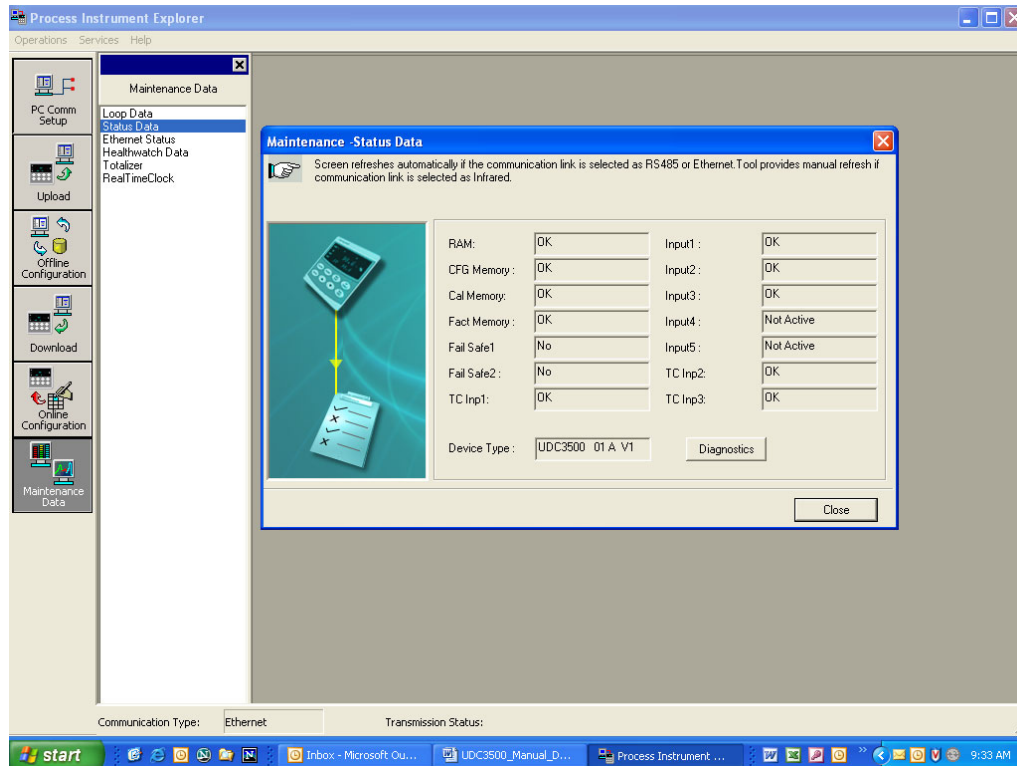 Process Instrument Explorer
Operations Services Help
PC Comm
Setup
Upload
Offline
Configuration
Download
Online
Configuration
Maintenance
Data
Maintenance Data
Loop Data
Status Data
Ethernet Status
Healthwatch Data
Totalizer
RealTimeClock
Maintenance -Status Data
Screen refreshes automatically if the communication link is selected as RS485 or Ethernet.Tool provides manual refresh if
communication link is selected as Infrared.
RAM: OK Input1 : OK
CFG Memory : OK Input2 : OK
Cal Memory: OK Input3 : OK
Fact Memory : OK Input4 : Not Active
Fail Safe1 No Input5 : Not Active
Fail Safe2 : No TC Inp2: OK
TC Inp1: OK TC Inp3: OK
Device Type : UDC3500 01 A V1 Diagnostics
Close
Communication Type: Ethernet Transmission Status:
start Inbox - Microsoft Ou... UDC3500_Manual_D... Process Instrument ... 9:33 AM